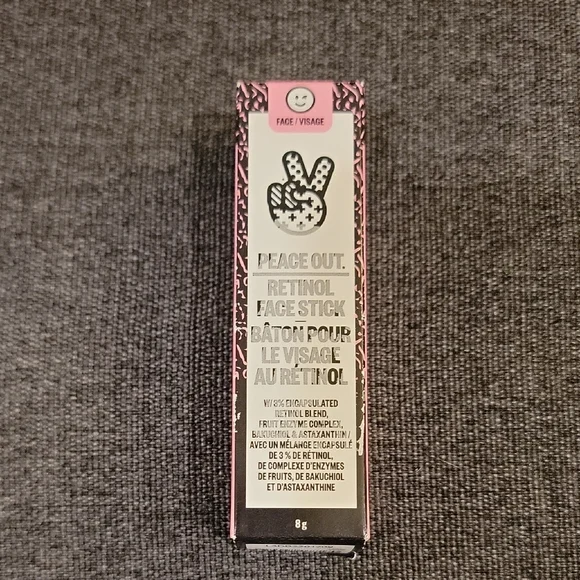 FACE / VISAGE
PEACE OUT.
RETINOL
FACE STICK
BÂTON POUR
LE VISAGE
AU RÉTINOL
W/ 3% ENCAPSULATED
RETINOL BLEND,
FRUIT ENZYME COMPLEX,
BAKUCHIOL & ASTAXANTHIN /
AVEC UN MÉLANGE ENCAPSULÉ
DE 3 % DE RÉTINOL,
DE COMPLEXE D'ENZYMES
DE FRUITS, DE BAKUCHIOL
ET D'ASTAXANTHINE
8 g